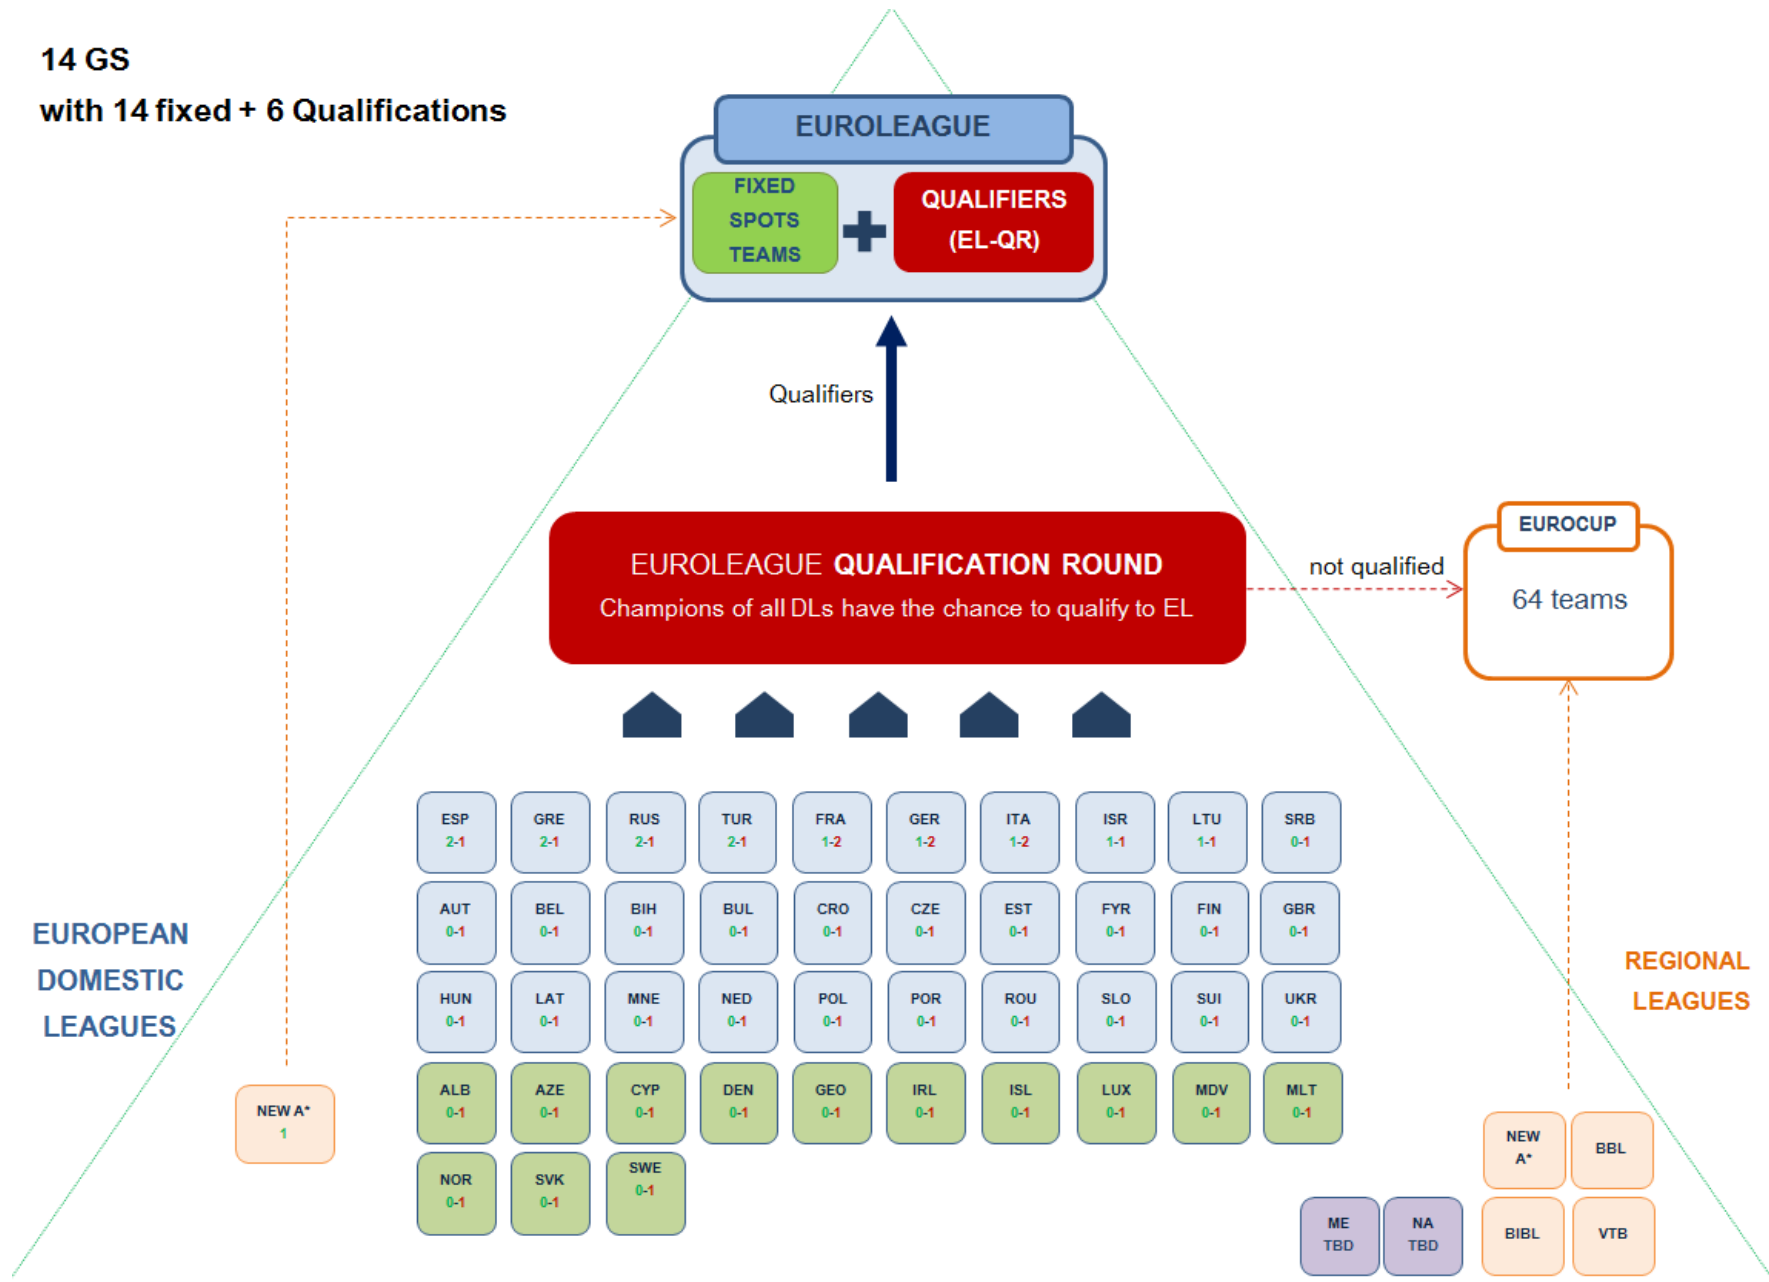 14 GS
with 14 fixed + 6 Qualifications
EUROLEAGUE
FIXED
SPOTS
TEAMS
QUALIFIERS
(EL-QR)
Qualifiers
EUROLEAGUE QUALIFICATION ROUND
Champions of all DLs have the chance to qualify to EL
not qualified
EUROCUP
64 teams
ESP GRE RUS TUR FRA GER ITA ISR LTU SRB
2-1 2-1 2-1 2-1 1-2 1-2 1-2 1-1 1-1 0-1
AUT BEL BIH BUL CRO CZE EST FYR FIN GBR
0-1 0-1 0-1 0-1 0-1 0-1 0-1 0-1 0-1 0-1
HUN LAT MNE NED POL POR ROU SLO SUI UKR
0-1 0-1 0-1 0-1 0-1 0-1 0-1 0-1 0-1 0-1
ALB AZE CYP DEN GEO IRL ISL LUX MDV MLT
0-1 0-1 0-1 0-1 0-1 0-1 0-1 0-1 0-1 0-1
NOR SVK SWE
0-1 0-1 0-1
EUROPEAN
DOMESTIC
LEAGUES
NEW A*
1
REGIONAL
LEAGUES
NEW
A*
BBL
BIBL
VTB
ME
TBD
NA
TBD